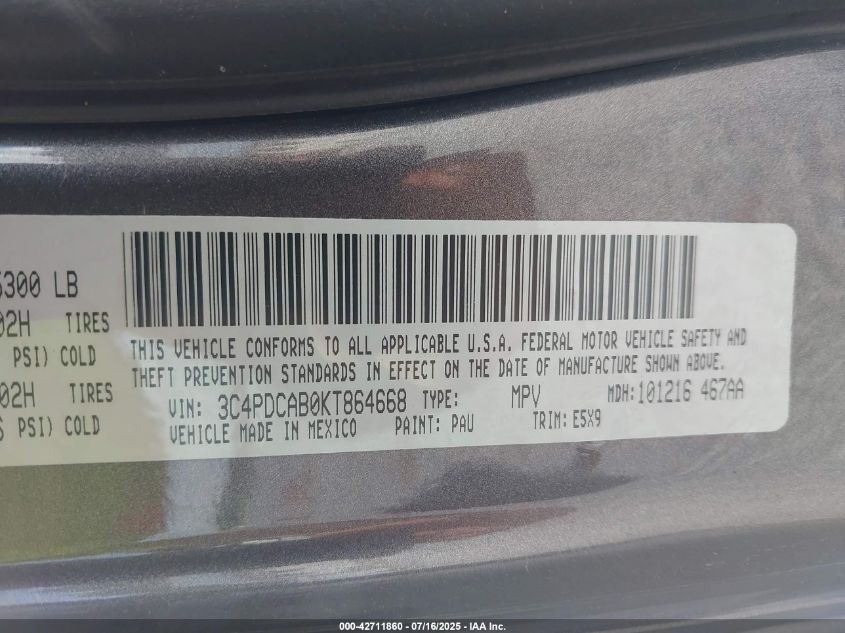 5300 LB
02H TIRES
PSI) COLD
02H TIRES
PSI) COLD
THIS VEHICLE CONFORMS TO ALL APPLICABLE U.S.A. FEDERAL MOTOR VEHICLE SAFETY AND
THEFT PREVENTION STANDARDS IN EFFECT ON THE DATE OF MANUFACTURE SHOWN ABOVE.
VIN: 3C4PDCAB0KT864668 TYPE: MPV MDH:101216 467AA
VEHICLE MADE IN MEXICO PAINT: PAU TRIM: E5X9
000-42711860 - 07/16/2025 - IAA Inc.